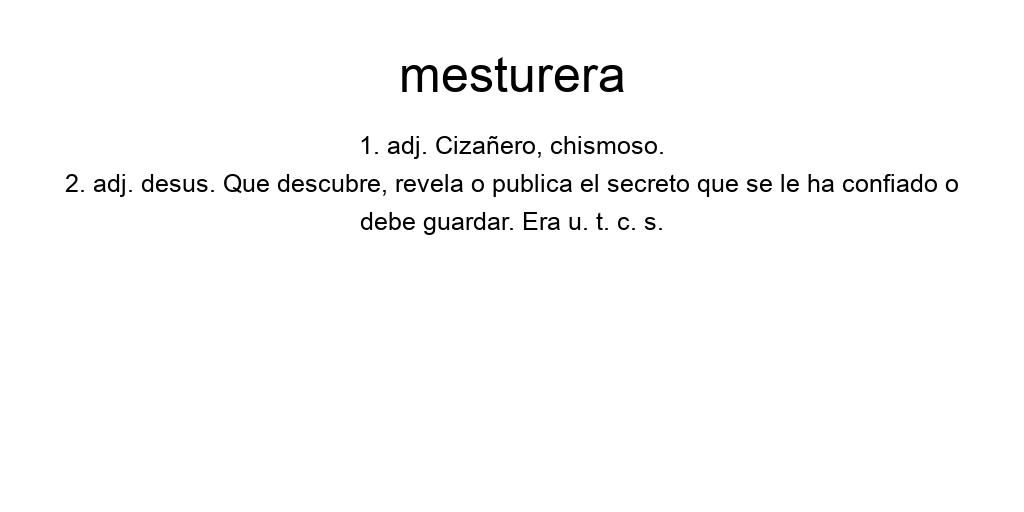 mesturera
1. adj. Cizañero, chismoso.
2. adj. desus. Que descubre, revela o publica el secreto que se le ha confiado o
debe guardar. Era u. t. c. s.